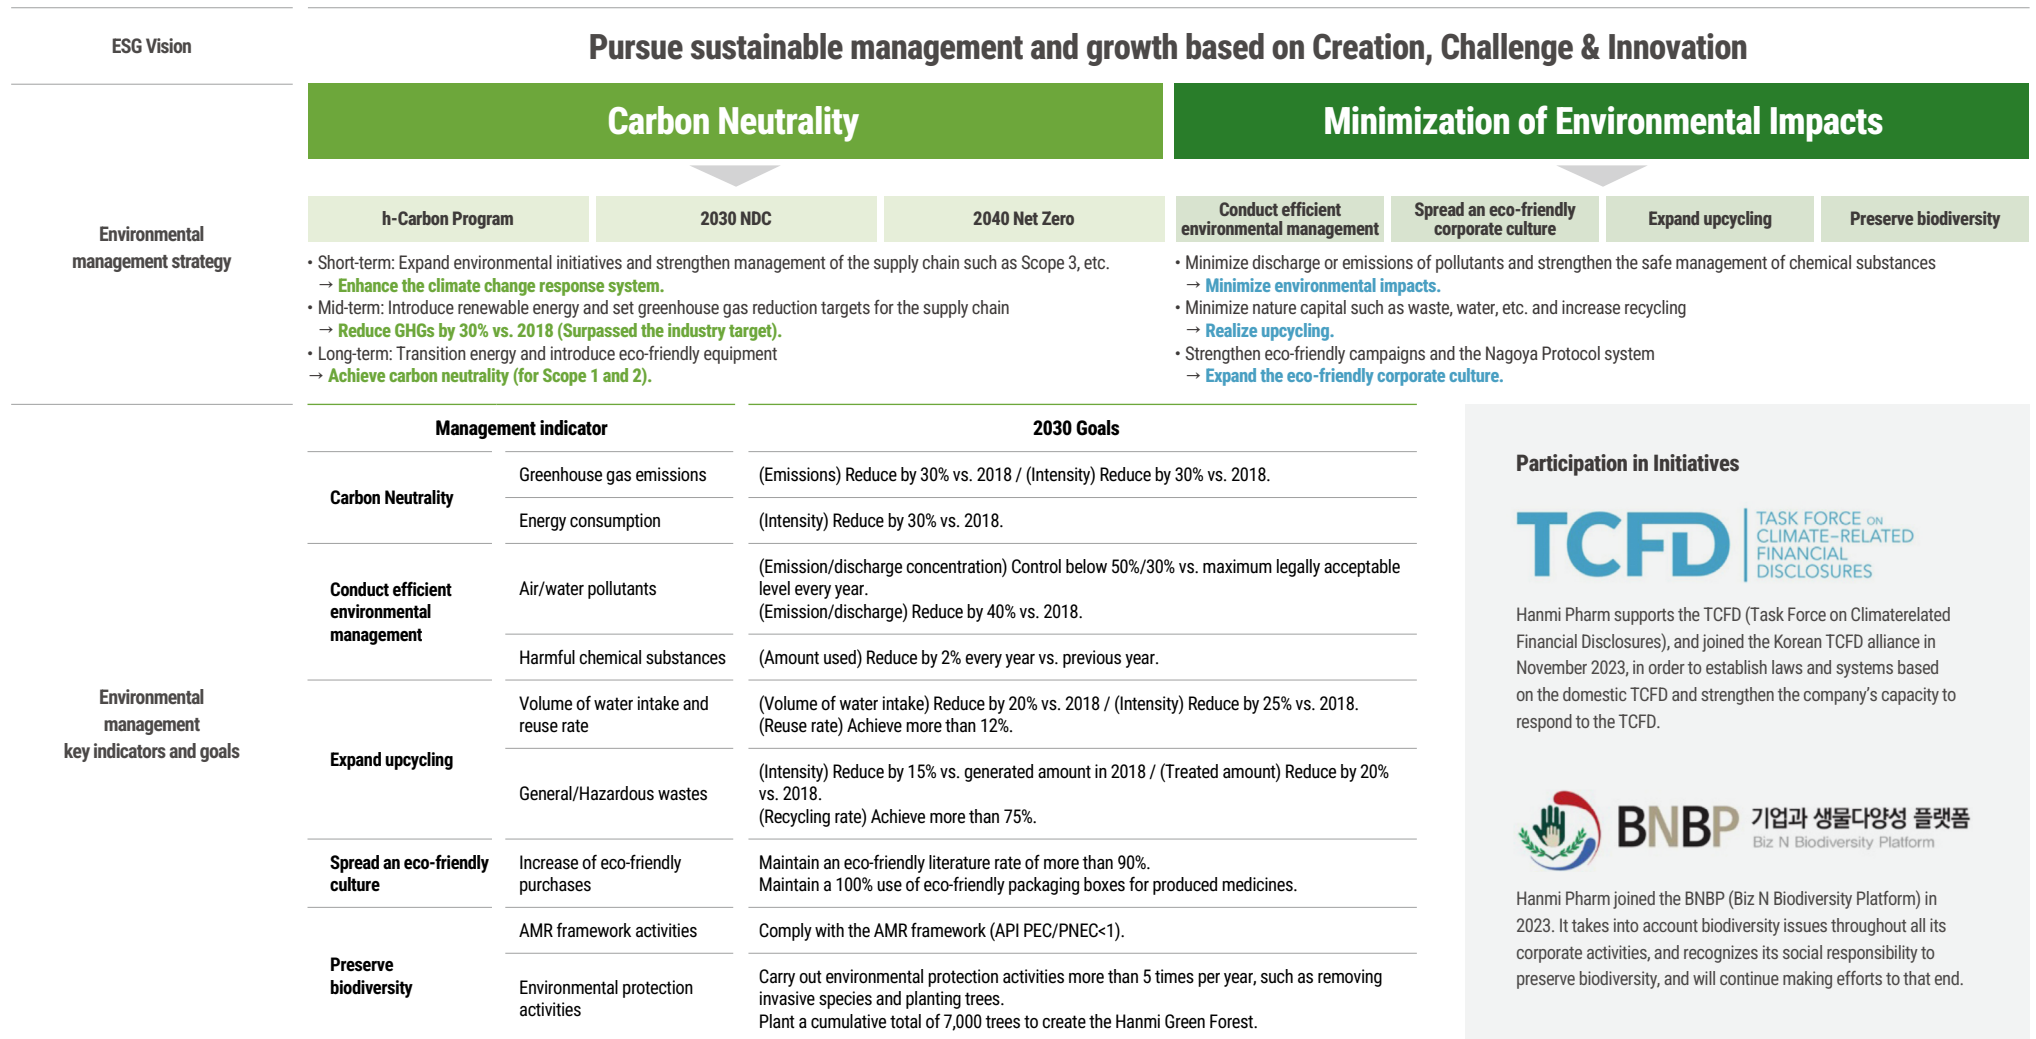 ESG Vision
Pursue sustainable management and growth based on Creation, Challenge & Innovation
Environmental
management strategy
Carbon Neutrality
h-Carbon Program
2030 NDC
2040 Net Zero
• Short-term: Expand environmental initiatives and strengthen management of the supply chain such as Scope 3, etc.
→ Enhance the climate change response system.
• Mid-term: Introduce renewable energy and set greenhouse gas reduction targets for the supply chain
→ Reduce GHGs by 30% vs. 2018 (Surpassed the industry target).
• Long-term: Transition energy and introduce eco-friendly equipment
→ Achieve carbon neutrality (for Scope 1 and 2).
Minimization of Environmental Impacts
Conduct efficient
environmental management
Spread an eco-friendly
corporate culture
Expand upcycling
Preserve biodiversity
• Minimize discharge or emissions of pollutants and strengthen the safe management of chemical substances
→ Minimize environmental impacts.
• Minimize nature capital such as waste, water, etc. and increase recycling
→ Realize upcycling.
• Strengthen eco-friendly campaigns and the Nagoya Protocol system
→ Expand the eco-friendly corporate culture.
Environmental
management
key indicators and goals
Management indicator
2030 Goals
Carbon Neutrality
Greenhouse gas emissions
(Emissions) Reduce by 30% vs. 2018 / (Intensity) Reduce by 30% vs. 2018.
Energy consumption
(Intensity) Reduce by 30% vs. 2018.
Conduct efficient
environmental
management
Air/water pollutants
(Emission/discharge concentration) Control below 50%/30% vs. maximum legally acceptable
level every year.
(Emission/discharge) Reduce by 40% vs. 2018.
Harmful chemical substances
(Amount used) Reduce by 2% every year vs. previous year.
Expand upcycling
Volume of water intake and
reuse rate
(Volume of water intake) Reduce by 20% vs. 2018 / (Intensity) Reduce by 25% vs. 2018.
(Reuse rate) Achieve more than 12%.
General/Hazardous wastes
(Intensity) Reduce by 15% vs. generated amount in 2018 / (Treated amount) Reduce by 20%
vs. 2018.
(Recycling rate) Achieve more than 75%.
Spread an eco-friendly
culture
Increase of eco-friendly
purchases
Maintain an eco-friendly literature rate of more than 90%.
Maintain a 100% use of eco-friendly packaging boxes for produced medicines.
Preserve
biodiversity
AMR framework activities
Comply with the AMR framework (API PEC/PNEC<1).
Environmental protection
activities
Carry out environmental protection activities more than 5 times per year, such as removing
invasive species and planting trees.
Plant a cumulative total of 7,000 trees to create the Hanmi Green Forest.
Participation in Initiatives
TCFD
TASK FORCE ON
CLIMATE-RELATED
FINANCIAL
DISCLOSURES
Hanmi Pharm supports the TCFD (Task Force on Climaterelated
Financial Disclosures), and joined the Korean TCFD alliance in
November 2023, in order to establish laws and systems based
on the domestic TCFD and strengthen the company's capacity to
respond to the TCFD.
BNBP
기업과 생물다양성 플랫폼
Biz N Biodiversity Platform
Hanmi Pharm joined the BNBP (Biz N Biodiversity Platform) in
2023. It takes into account biodiversity issues throughout all its
corporate activities, and recognizes its social responsibility to
preserve biodiversity, and will continue making efforts to that end.